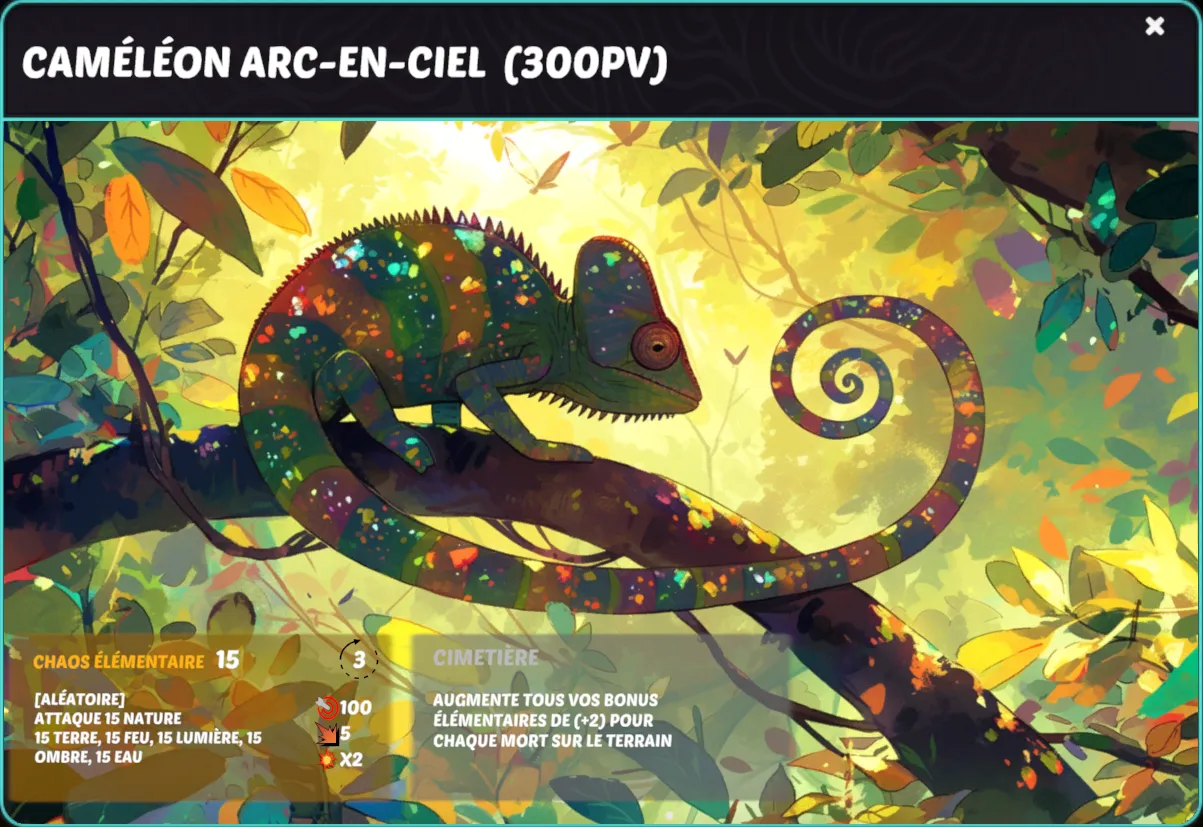 CAMÉLÉON ARC-EN-CIEL (300PV)
CHAOS ÉLÉMENTAIRE 15
3
[ALÉATOIRE]
ATTAQUE 15 NATURE
15 TERRE, 15 FEU, 15 LUMIÈRE, 15
OMBRE, 15 EAU
100
5
X2
CIMETIÈRE
AUGMENTE TOUS VOS BONUS
ÉLÉMENTAIRES DE (+2) POUR
CHAQUE MORT SUR LE TERRAIN